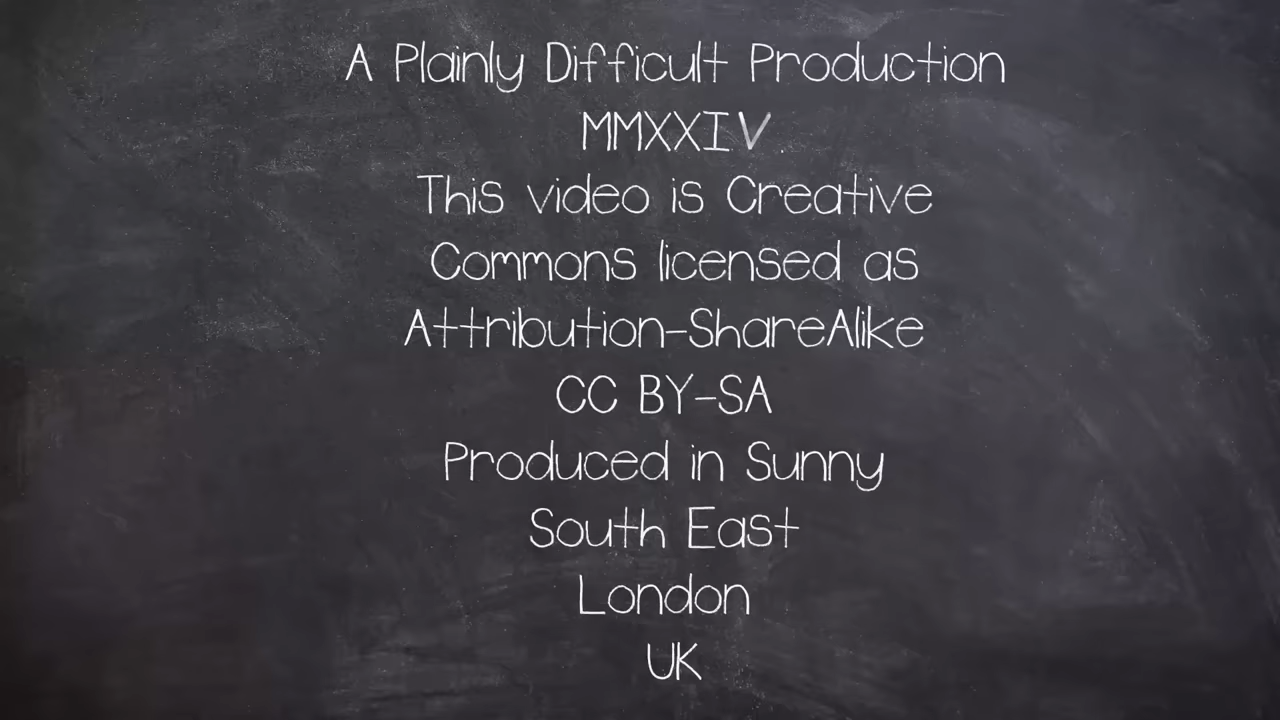 A Plainly Difficult Production
MMXXIV
This video is Creative
Commons licensed as
Attribution-ShareAlike
CC BY-SA
Produced in Sunny
South East
London
UK